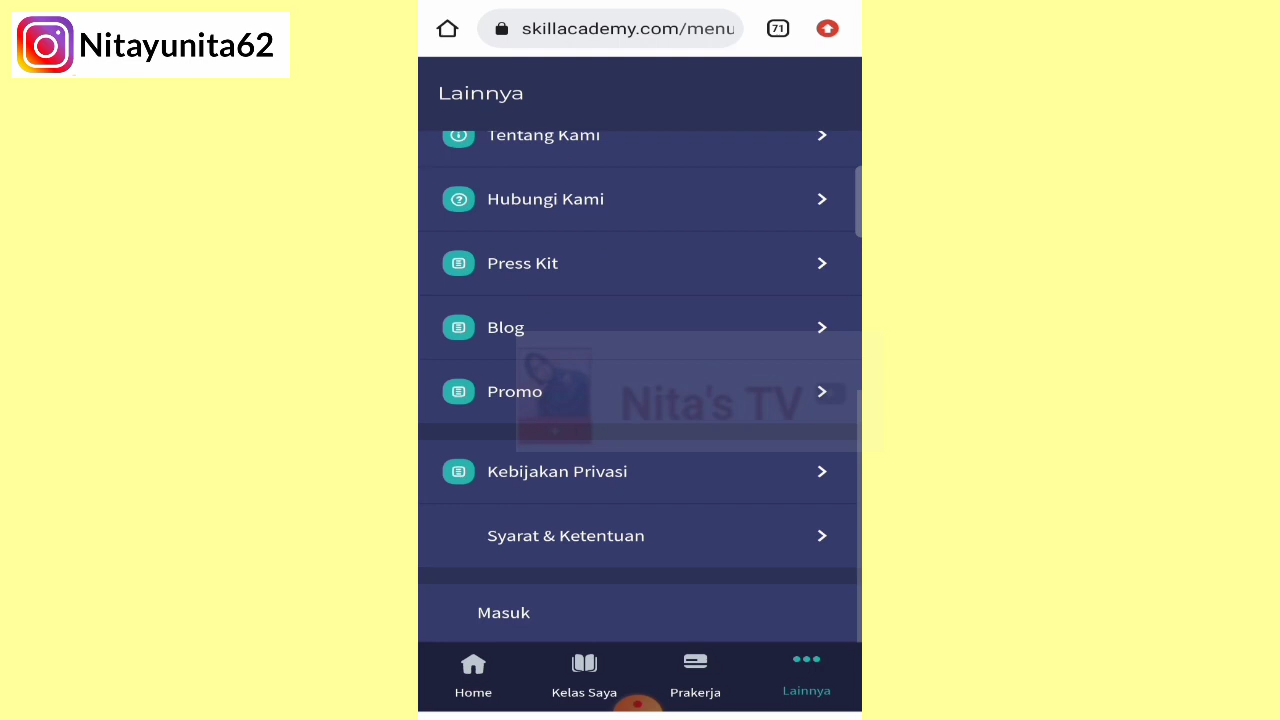 Nitayunita62
skillacademy.com/menu
71
Lainnya
Tentang Kami
Hubungi Kami
Press Kit
Blog
Promo
Nita's TV
Kebijakan Privasi
Syarat & Ketentuan
Masuk
Home
Kelas Saya
Prakerja
Lainnya